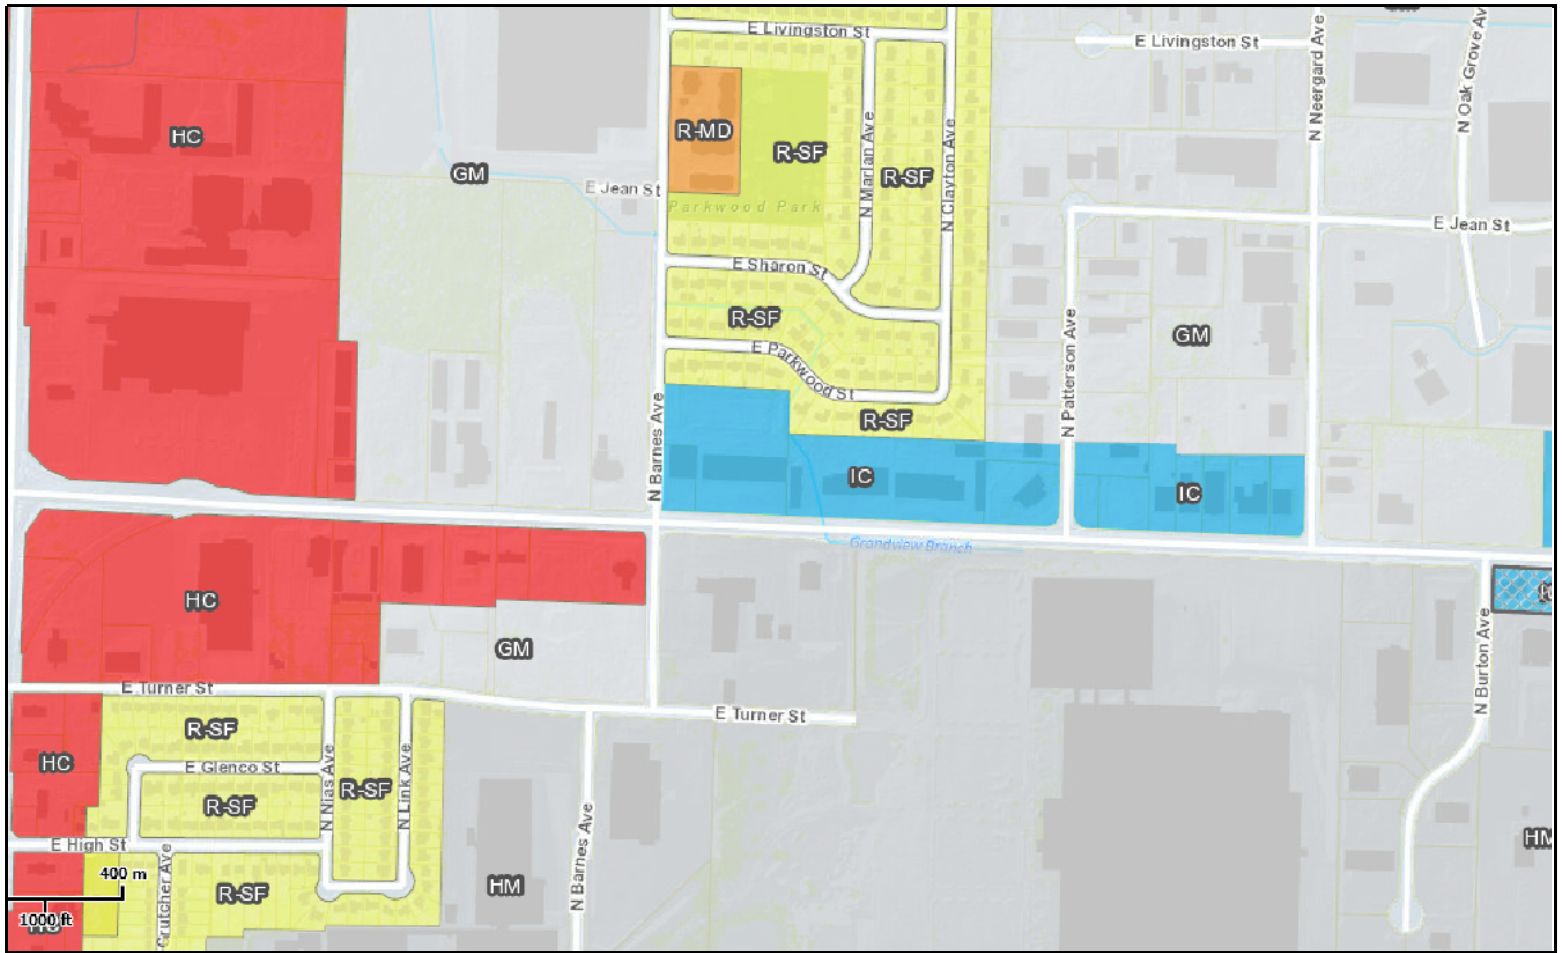 E Livingston St
E Livingston St
N Neergard Ave
N Oak Grove Av
HC
R-MD
R-SF
N Marlan Ave
R-SF
N Clayton Ave
GM
E Jean St
Parkwood Park
E Jean St
E Sharon St
R-SF
GM
E Parkwood St
N Patterson Ave
N Barnes Ave
R-SF
IC
IC
Grandview Branch
HC
GM
N Burton Ave
E Turner St
E Turner St
R-SF
HC
E Glenco St
N Nias Ave
R-SF
N Link Ave
R-SF
HM
E High St
N Barnes Ave
400 m
1000 ft
Crutcher Ave
R-SF
HM